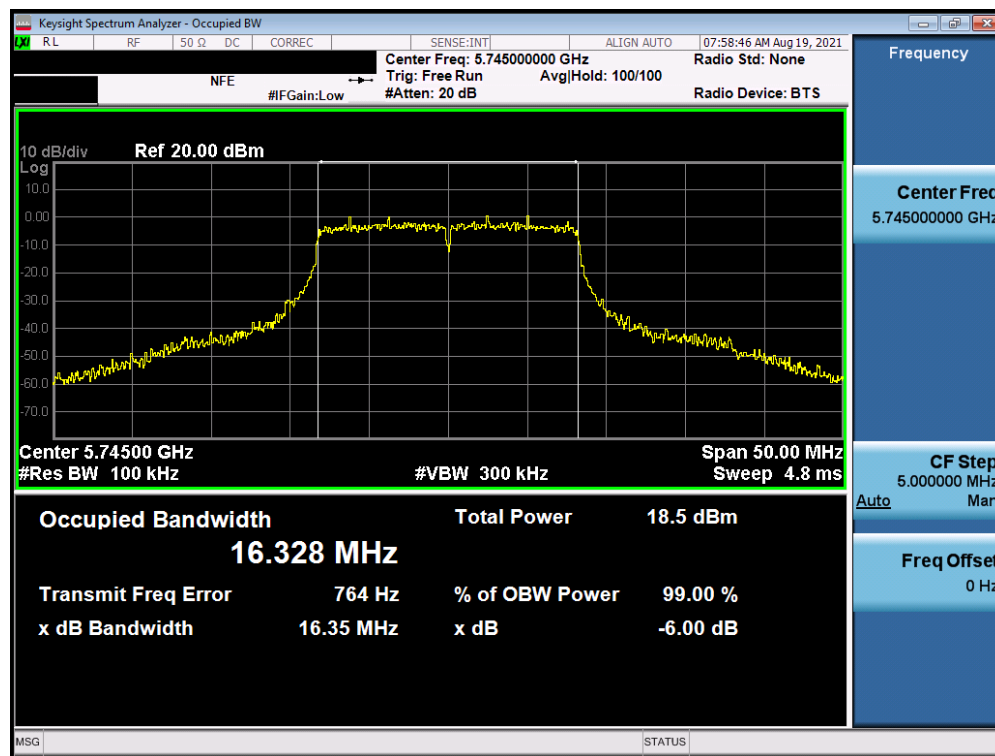 Keysight Spectrum Analyzer - Occupied BW
LXI RL RF 50 Ω DC CORREC SENSE:INT ALIGN AUTO 07:58:46 AM Aug 19, 2021
Center Freq: 5.745000000 GHz Radio Std: None
NFE Trig: Free Run Avg|Hold: 100/100
#IFGain:Low #Atten: 20 dB Radio Device: BTS
10 dB/div Ref 20.00 dBm
Log
10.0
0.00
-10.0
-20.0
-30.0
-40.0
-50.0
-60.0
-70.0
Center 5.74500 GHz Span 50.00 MHz
#Res BW 100 kHz #VBW 300 kHz Sweep 4.8 ms
Occupied Bandwidth Total Power 18.5 dBm
16.328 MHz
Transmit Freq Error 764 Hz % of OBW Power 99.00 %
x dB Bandwidth 16.35 MHz x dB -6.00 dB
MSG STATUS
Frequency
Center Freq
5.745000000 GHz
CF Step
5.000000 MHz
Auto Man
Freq Offset
0 Hz